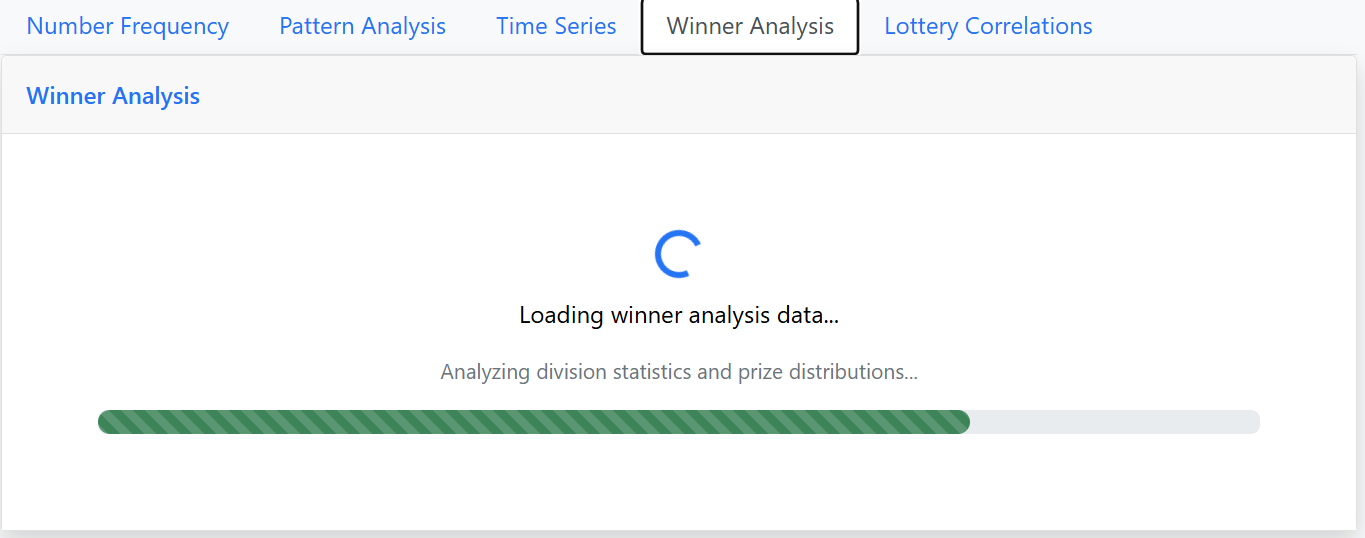 Number Frequency Pattern Analysis Time Series Winner Analysis Lottery Correlations
Winner Analysis
Loading winner analysis data...
Analyzing division statistics and prize distributions...